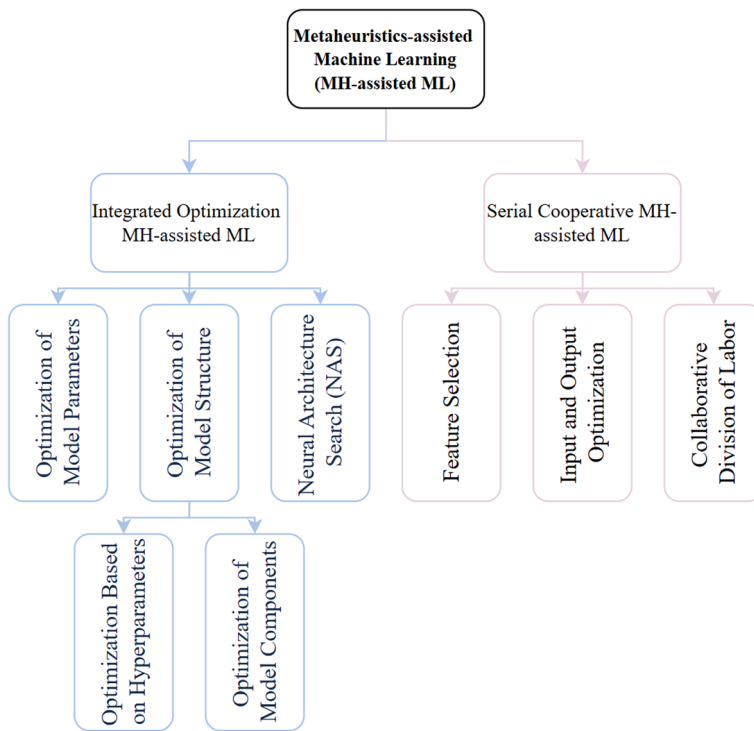 Metaheuristics-assisted
Machine Learning
(MH-assisted ML)
Integrated Optimization
MH-assisted ML
Serial Cooperative MH-
assisted ML
Optimization of
Model Parameters
Optimization of
Model Structure
Neural Architecture
Search (NAS)
Feature Selection
Input and Output
Optimization
Collaborative
Division of Labor
Optimization Based
on Hyperparameters
Optimization of
Model Components